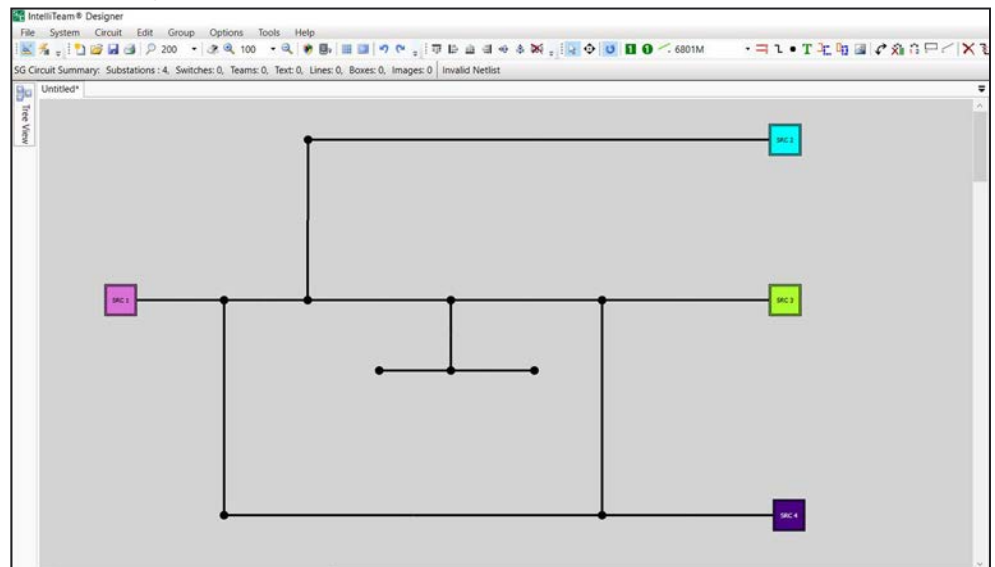 IntelliTeam® Designer
File System Circuit Edit Group Options Tools Help
200 100 6801M
SG Circuit Summary: Substations : 4, Switches: 0, Teams: 0, Text: 0, Lines: 0, Boxes: 0, Images: 0 Invalid Netlist
Untitled*
Tree View
SRC 2
SRC 1
SRC 3
SRC 4